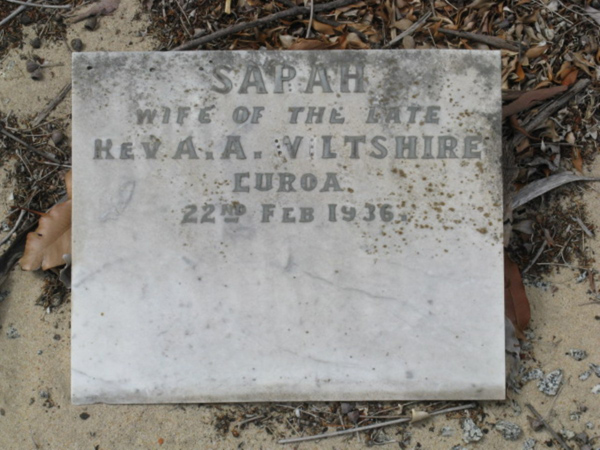 SARAH
WIFE OF THE LATE
REV A. A. WILTSHIRE
EUROA
22ND FEB 1936.